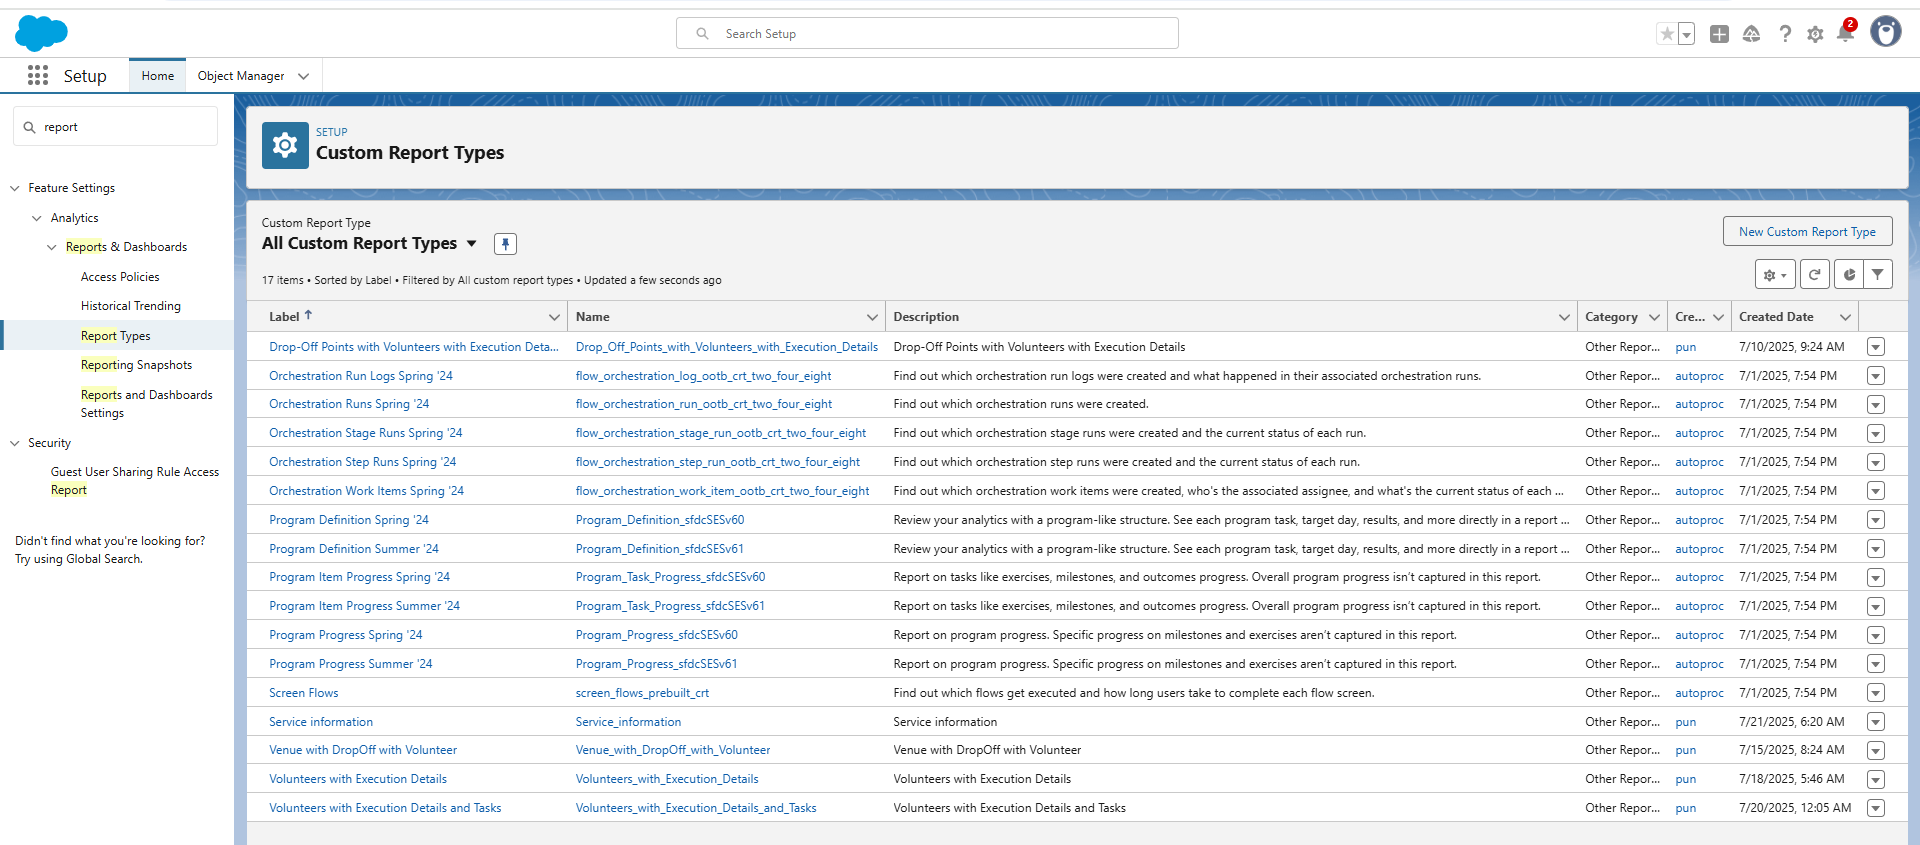 Search Setup
2
Setup
Home
Object Manager
report
Feature Settings
Analytics
Reports & Dashboards
Access Policies
Historical Trending
Report Types
Reporting Snapshots
Reports and Dashboards
Settings
Security
Guest User Sharing Rule Access
Report
Didn't find what you're looking for?
Try using Global Search.
SETUP
Custom Report Types
Custom Report Type
All Custom Report Types
New Custom Report Type
17 items • Sorted by Label • Filtered by All custom report types • Updated a few seconds ago
Label Name Description Category Cre... Created Date
Drop-Off Points with Volunteers with Execution Deta... Drop_Off_Points_with_Volunteers_with_Execution_Details Drop-Off Points with Volunteers with Execution Details Other Repor... pun 7/10/2025, 9:24 AM
Orchestration Run Logs Spring '24 flow_orchestration_log_ootb_crt_two_four_eight Find out which orchestration run logs were created and what happened in their associated orchestration runs. Other Repor... autoproc 7/1/2025, 7:54 PM
Orchestration Runs Spring '24 flow_orchestration_run_ootb_crt_two_four_eight Find out which orchestration runs were created. Other Repor... autoproc 7/1/2025, 7:54 PM
Orchestration Stage Runs Spring '24 flow_orchestration_stage_run_ootb_crt_two_four_eight Find out which orchestration stage runs were created and the current status of each run. Other Repor... autoproc 7/1/2025, 7:54 PM
Orchestration Step Runs Spring '24 flow_orchestration_step_run_ootb_crt_two_four_eight Find out which orchestration step runs were created and the current status of each run. Other Repor... autoproc 7/1/2025, 7:54 PM
Orchestration Work Items Spring '24 flow_orchestration_work_item_ootb_crt_two_four_eight Find out which orchestration work items were created, who's the associated assignee, and what's the current status of each ... Other Repor... autoproc 7/1/2025, 7:54 PM
Program Definition Spring '24 Program_Definition_sfdcSESv60 Review your analytics with a program-like structure. See each program task, target day, results, and more directly in a report ... Other Repor... autoproc 7/1/2025, 7:54 PM
Program Definition Summer '24 Program_Definition_sfdcSESv61 Review your analytics with a program-like structure. See each program task, target day, results, and more directly in a report ... Other Repor... autoproc 7/1/2025, 7:54 PM
Program Item Progress Spring '24 Program_Task_Progress_sfdcSESv60 Report on tasks like exercises, milestones, and outcomes progress. Overall program progress isn't captured in this report. Other Repor... autoproc 7/1/2025, 7:54 PM
Program Item Progress Summer '24 Program_Task_Progress_sfdcSESv61 Report on tasks like exercises, milestones, and outcomes progress. Overall program progress isn't captured in this report. Other Repor... autoproc 7/1/2025, 7:54 PM
Program Progress Spring '24 Program_Progress_sfdcSESv60 Report on program progress. Specific progress on milestones and exercises aren't captured in this report. Other Repor... autoproc 7/1/2025, 7:54 PM
Program Progress Summer '24 Program_Progress_sfdcSESv61 Report on program progress. Specific progress on milestones and exercises aren't captured in this report. Other Repor... autoproc 7/1/2025, 7:54 PM
Screen Flows screen_flows_prebuilt_crt Find out which flows get executed and how long users take to complete each flow screen. Other Repor... autoproc 7/1/2025, 7:54 PM
Service information Service_information Service information Other Repor... pun 7/21/2025, 6:20 AM
Venue with DropOff with Volunteer Venue_with_DropOff_with_Volunteer Venue with DropOff with Volunteer Other Repor... pun 7/15/2025, 8:24 AM
Volunteers with Execution Details Volunteers_with_Execution_Details Volunteers with Execution Details Other Repor... pun 7/18/2025, 5:46 AM
Volunteers with Execution Details and Tasks Volunteers_with_Execution_Details_and_Tasks Volunteers with Execution Details and Tasks Other Repor... pun 7/20/2025, 12:05 AM